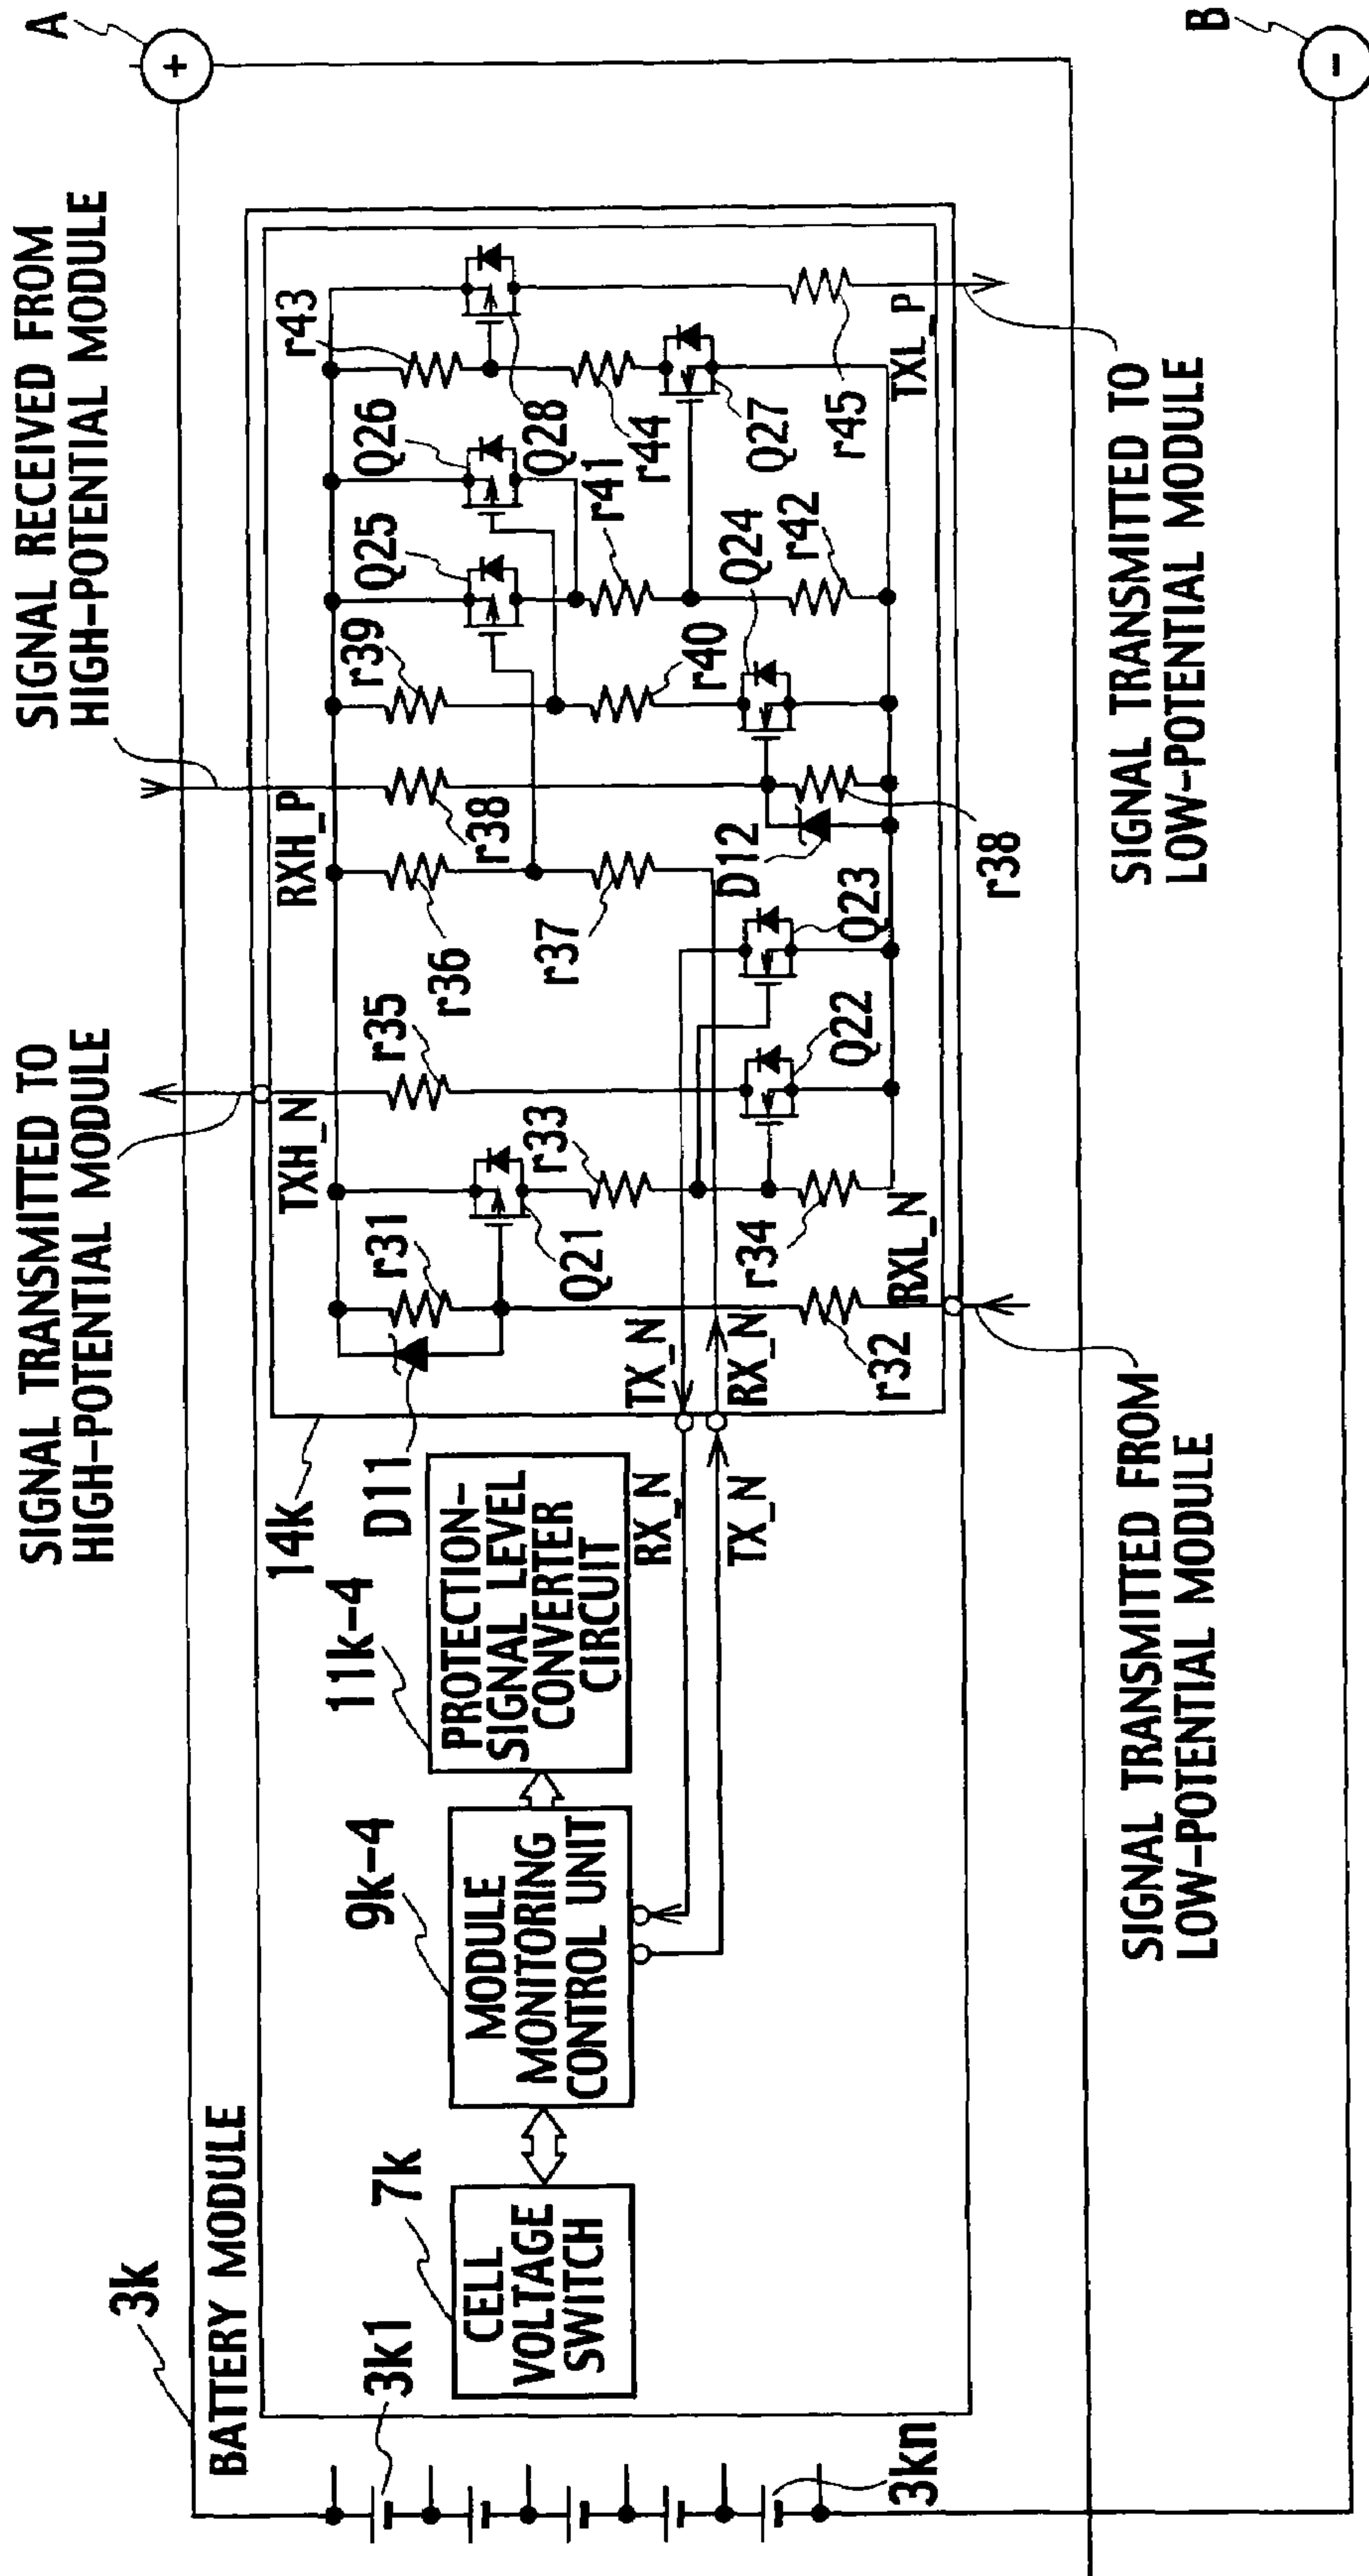 SIGNAL TRANSMITTED TO
HIGH-POTENTIAL MODULE
SIGNAL RECEIVED FROM
HIGH-POTENTIAL MODULE
A
+
3k
BATTERY MODULE
3k1
3kn
7k
CELL
VOLTAGE
SWITCH
9k-4
MODULE
MONITORING
CONTROL UNIT
11k-4
PROTECTION-
SIGNAL LEVEL
CONVERTER
CIRCUIT
RX_N
TX_N
14k
D11
TX_N
RX_N
r31
r32
TXH_N
Q21
r33
r34
RXL_N
r35
Q22
Q23
r36
r37
RXH_P
r38
D12
r38
r39
r40
Q24
Q25
Q26
r41
r42
r43
Q28
r44
Q27
r45
TXL_P
SIGNAL TRANSMITTED FROM
LOW-POTENTIAL MODULE
SIGNAL TRANSMITTED TO
LOW-POTENTIAL MODULE
B
-